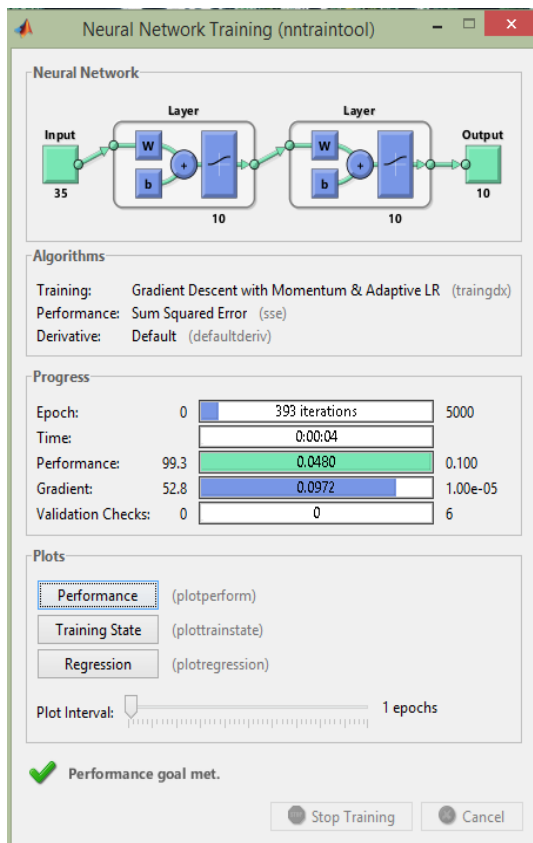 Neural Network Training (nntraintool)
Neural Network
Layer Layer
Input Output
W W
+ +
b b
35 10 10 10
Algorithms
Training: Gradient Descent with Momentum & Adaptive LR (traingdx)
Performance: Sum Squared Error (sse)
Derivative: Default (defaultderiv)
Progress
Epoch: 0 393 iterations 5000
Time: 0:00:04
Performance: 99.3 0.0480 0.100
Gradient: 52.8 0.0972 1.00e-05
Validation Checks: 0 0 6
Plots
Performance (plotperform)
Training State (plottrainstate)
Regression (plotregression)
Plot Interval: 1 epochs
Performance goal met.
Stop Training Cancel